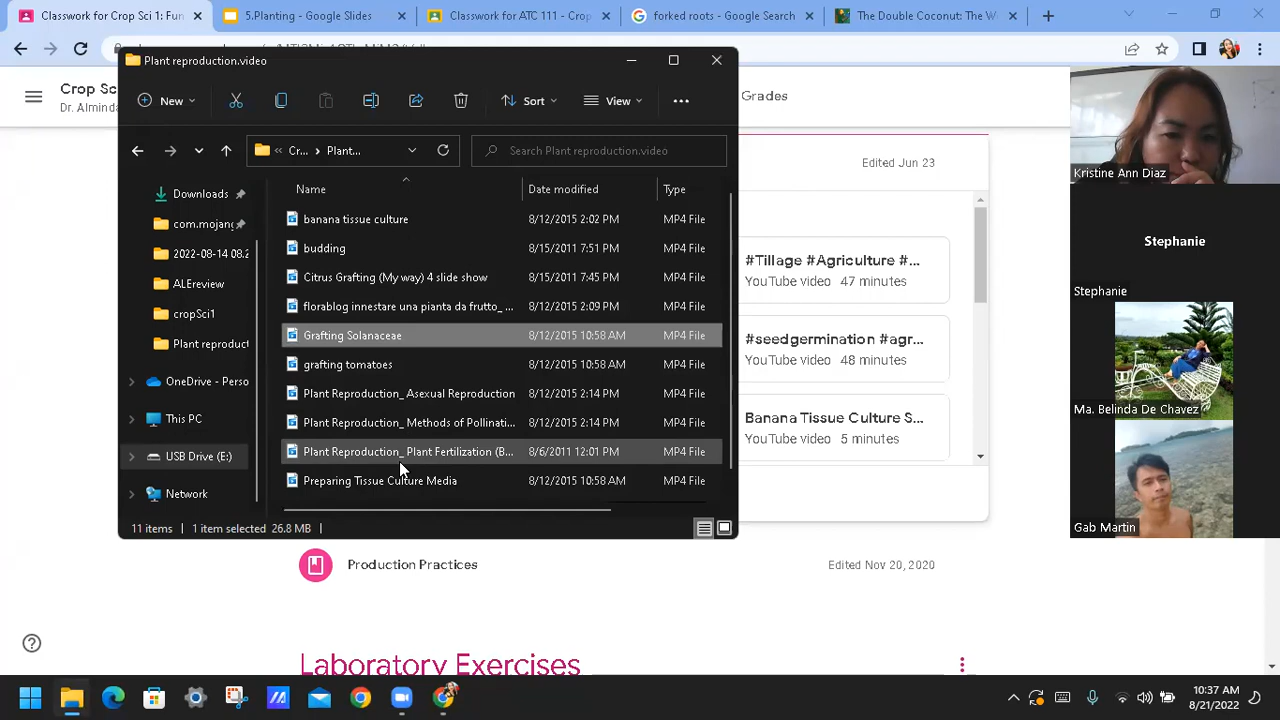 Classwork for Crop Sci 1: Fun
5.Planting - Google Slides
Classwork for ATC 111 - Crop
forked roots - Google Search
The Double Coconut: The W
Crop Sci
Dr. Alminda
Grades
Plant reproduction.video
New
Sort
View
Cr...
Plant...
Search Plant reproduction.video
Edited Jun 23
Downloads
com.mojang
2022-08-14 08.2
ALEreview
cropSci1
Plant reproduct
OneDrive - Perso
This PC
USB Drive (E:)
Network
Name
Date modified
Type
banana tissue culture
8/12/2015 2:02 PM
MP4 File
budding
8/15/2011 7:51 PM
MP4 File
Citrus Grafting (My way) 4 slide show
8/15/2011 7:45 PM
MP4 File
florablog innestare una pianta da frutto_ ...
8/12/2015 2:09 PM
MP4 File
Grafting Solanaceae
8/12/2015 10:58 AM
MP4 File
grafting tomatoes
8/12/2015 10:58 AM
MP4 File
Plant Reproduction_ Asexual Reproduction
8/12/2015 2:14 PM
MP4 File
Plant Reproduction_ Methods of Pollinati...
8/12/2015 2:14 PM
MP4 File
Plant Reproduction_ Plant Fertilization (B...
8/6/2011 12:01 PM
MP4 File
Preparing Tissue Culture Media
8/12/2015 10:58 AM
MP4 File
11 items
1 item selected 26.8 MB
#Tillage #Agriculture #...
YouTube video 47 minutes
#seedgermination #agr...
YouTube video 48 minutes
Banana Tissue Culture S...
YouTube video 5 minutes
Kristine Ann Diaz
Stephanie
Stephanie
Ma. Belinda De Chavez
Gab Martin
Production Practices
Edited Nov 20, 2020
Laboratory Exercises
10:37 AM
8/21/2022